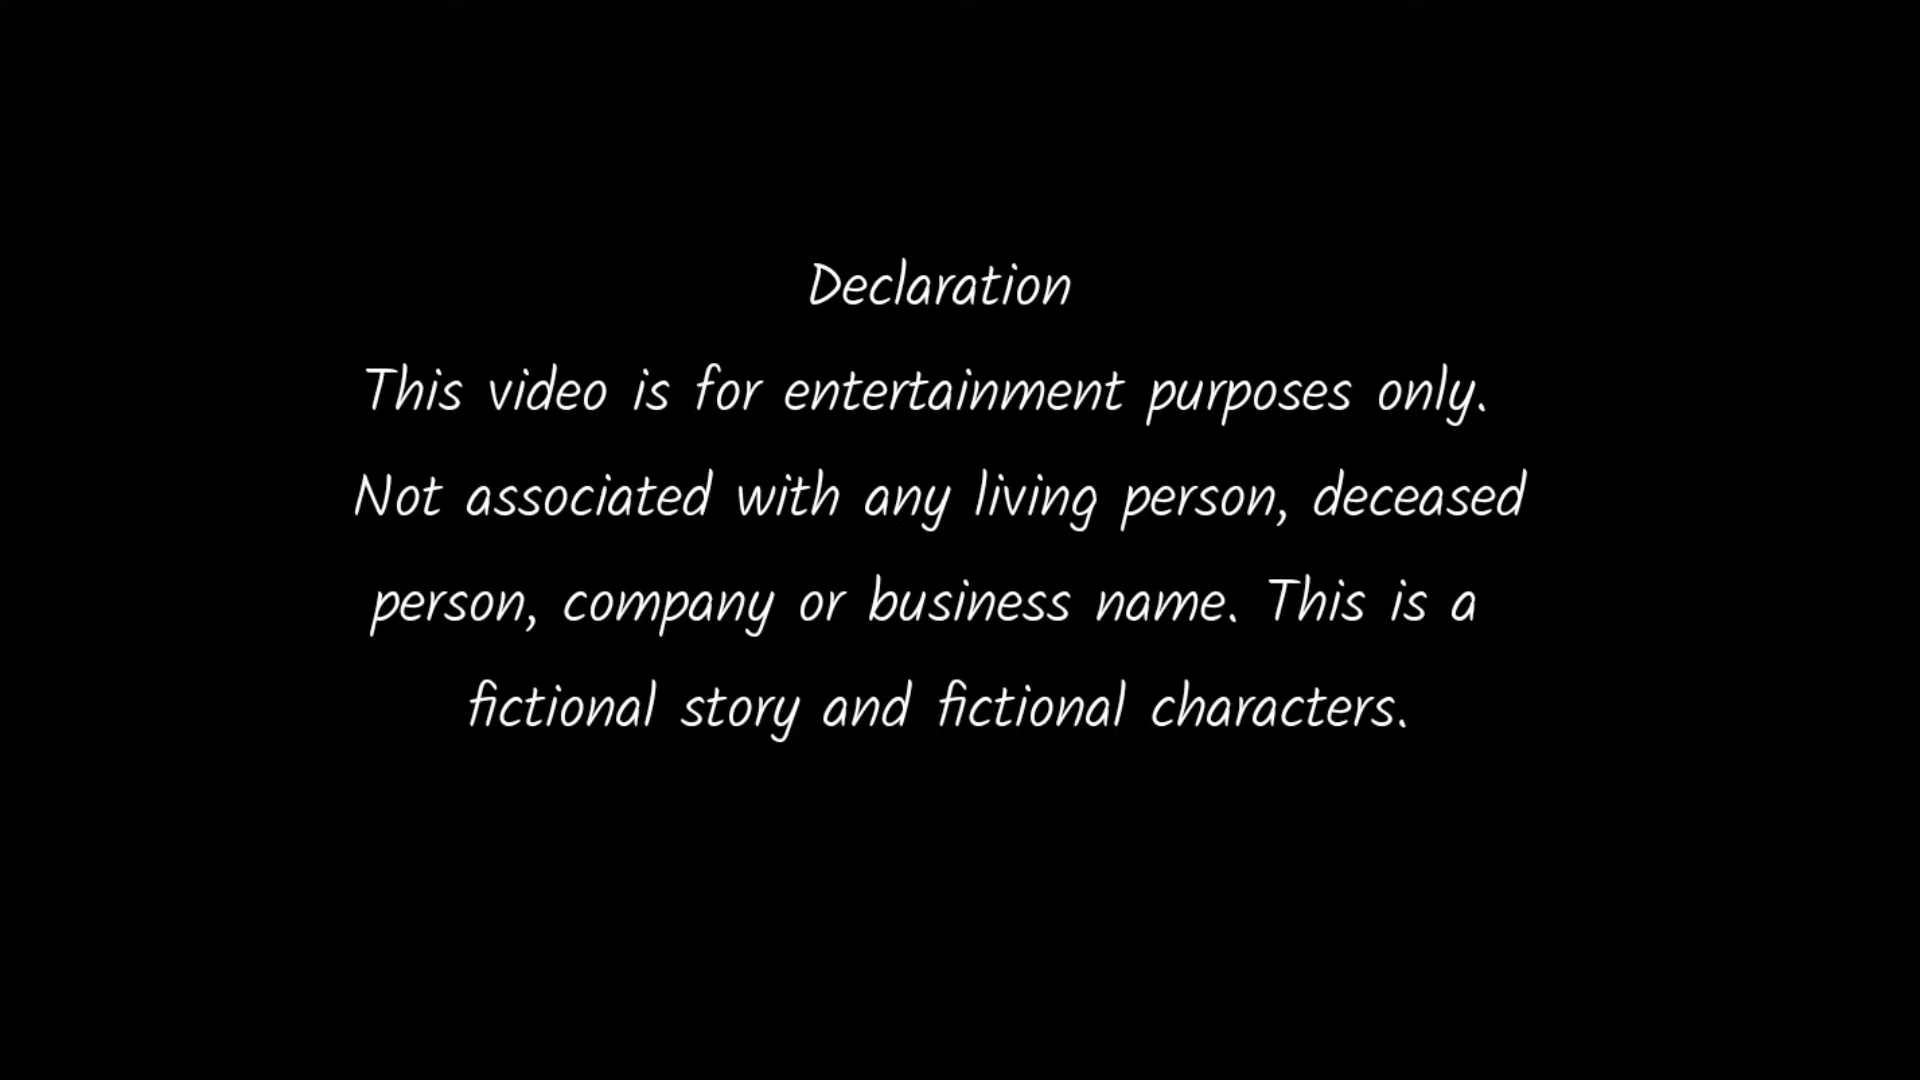 Declaration
This video is for entertainment purposes only.
Not associated with any living person, deceased
person, company or business name. This is a
fictional story and fictional characters.